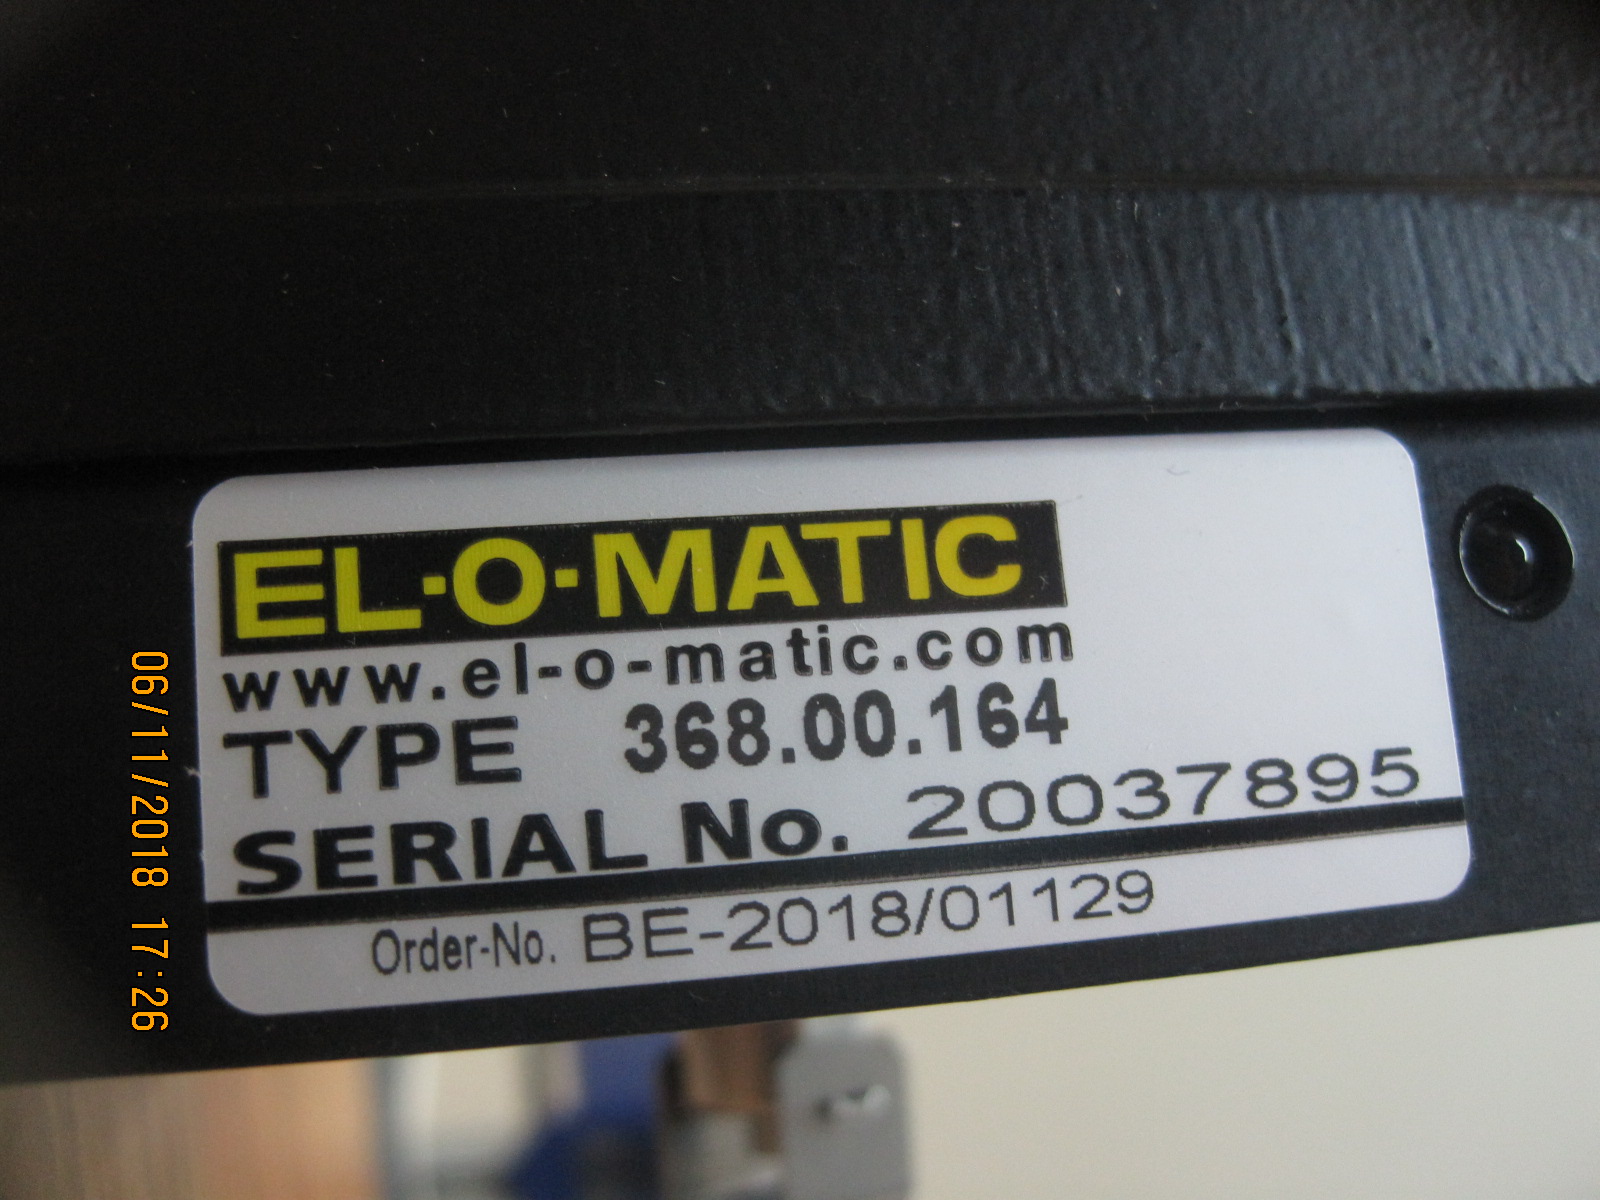 EL-O-MATIC
www.el-o-matic.com
TYPE 368.00.164
SERIAL No. 20037895
Order-No. BE-2018/01129
06/11/2018 17:26